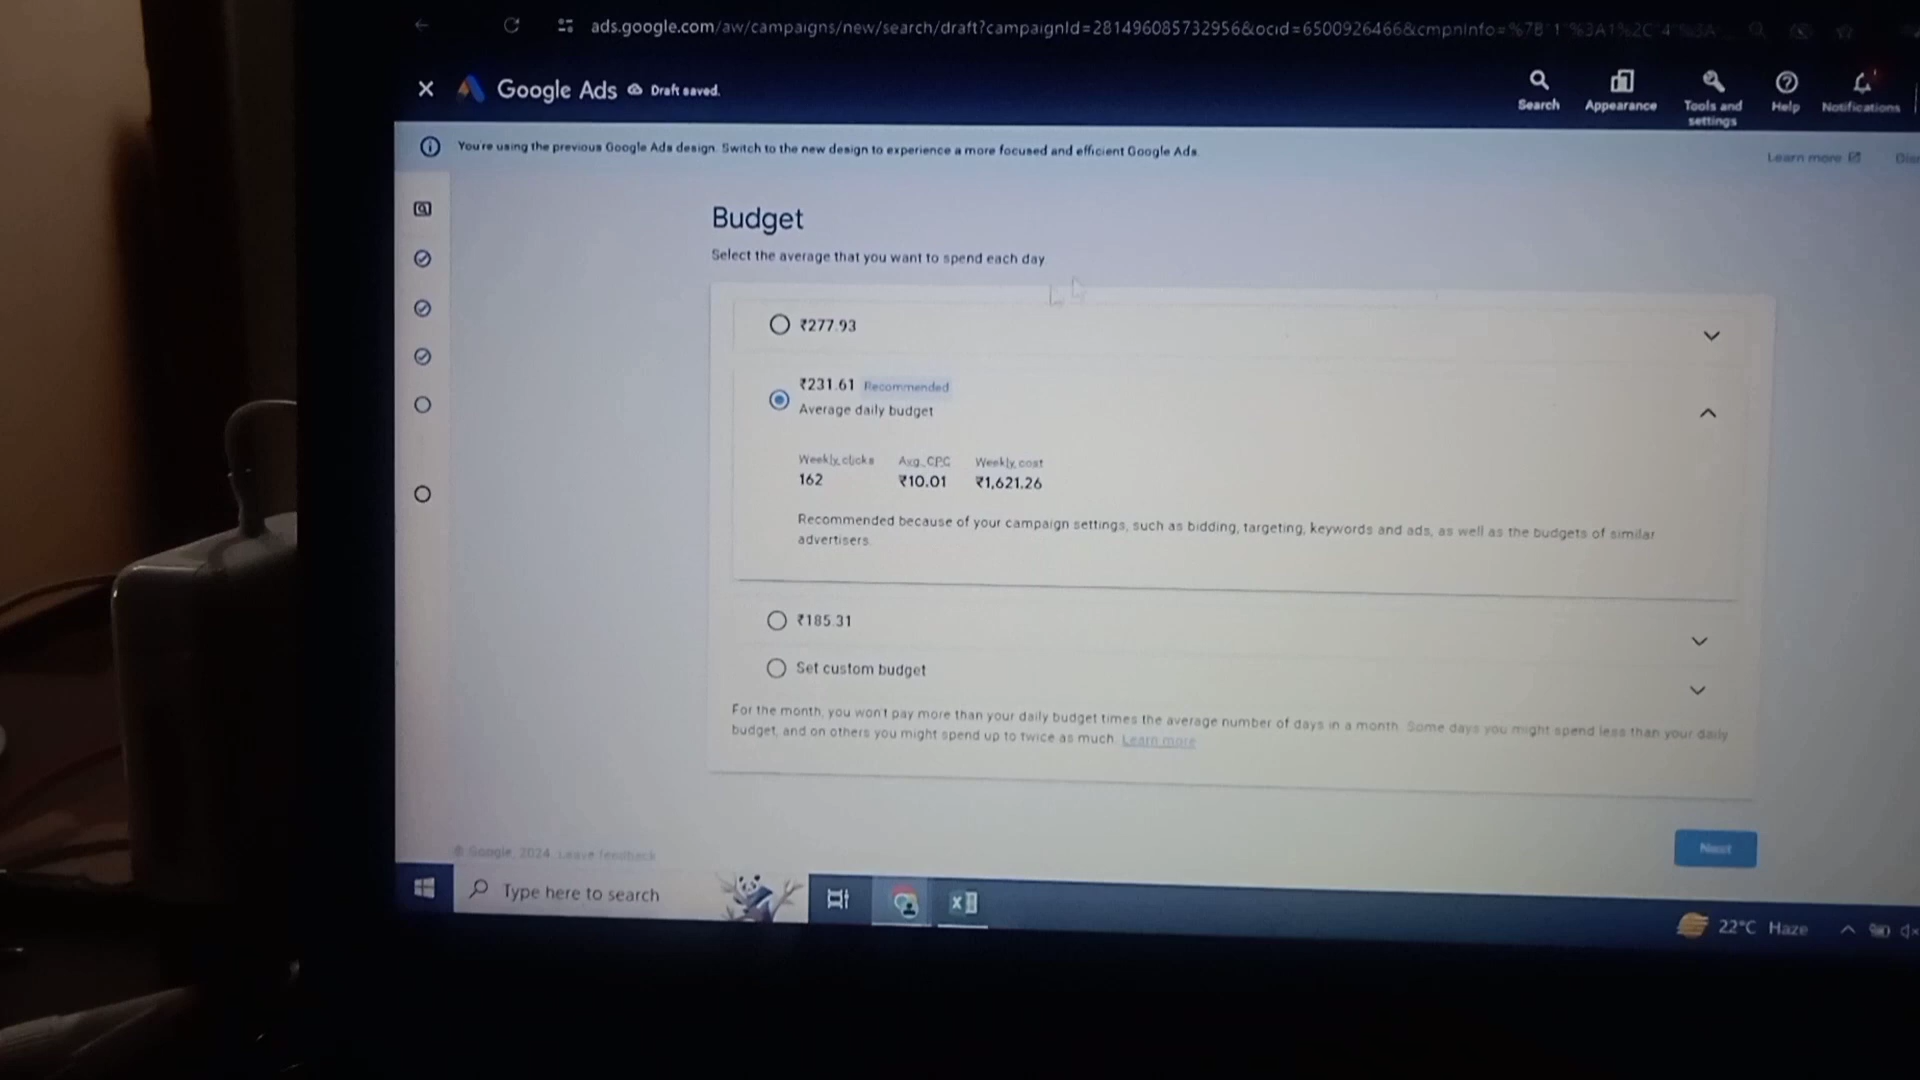 ads.google.com/aw/campaigns/new/search/draft?campaignId=281496085732956&ocid=6500926466&cmpnInfo=%7B"1"%3A1%2C"4"%3A
Google Ads Draft saved.
Search Appearance Tools and settings Help Notifications
You're using the previous Google Ads design. Switch to the new design to experience a more focused and efficient Google Ads.
Learn more
Budget
Select the average that you want to spend each day.
₹277.93
₹231.61 Recommended
Average daily budget
Weekly clicks Avg. CPC Weekly cost
162 ₹10.01 ₹1,621.26
Recommended because of your campaign settings, such as bidding, targeting, keywords and ads, as well as the budgets of similar
advertisers.
₹185.31
Set custom budget
For the month, you won't pay more than your daily budget times the average number of days in a month. Some days you might spend less than your daily
budget, and on others you might spend up to twice as much. Learn more
Next
© Google, 2024. Leave feedback
Type here to search
22°C Haze